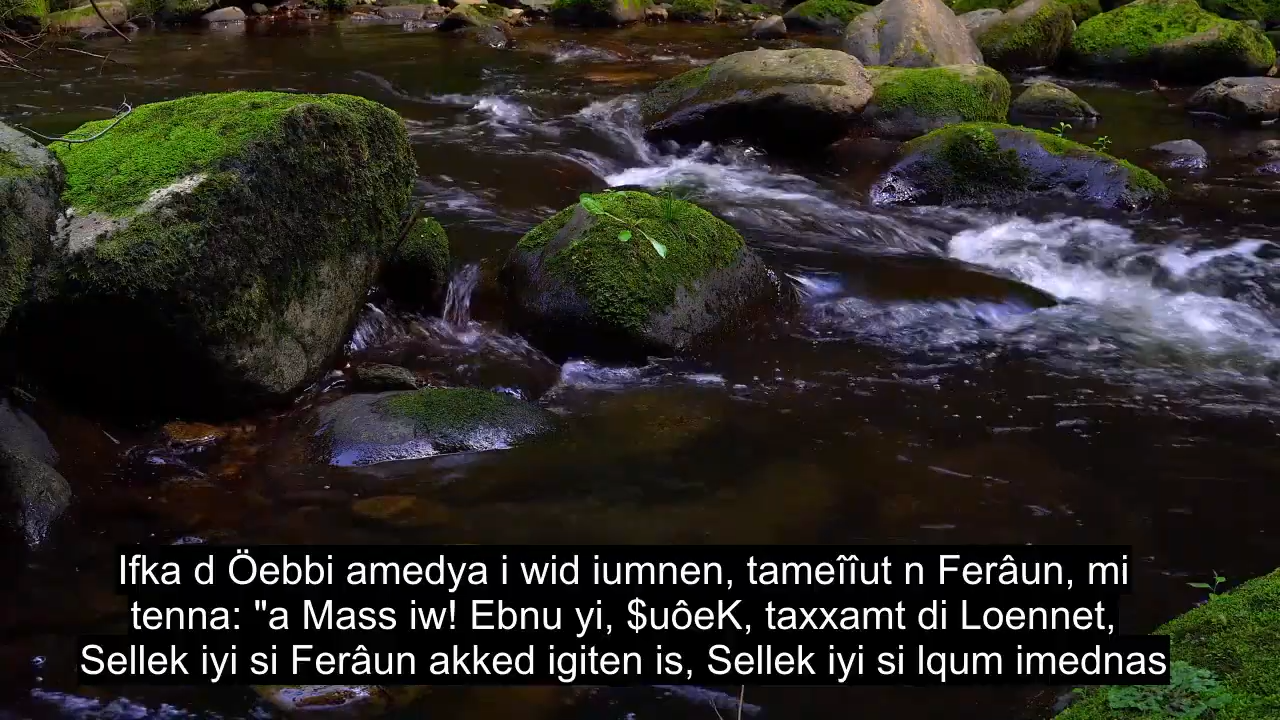 Ifka d Öebbi amedya i wid iumnen, tameîîut n Ferâun, mi
tenna: "a Mass iw! Ebnu yi, $uôeK, taxxamt di Loennet,
Sellek iyi si Ferâun akked igiten is, Sellek iyi si lqum imednas